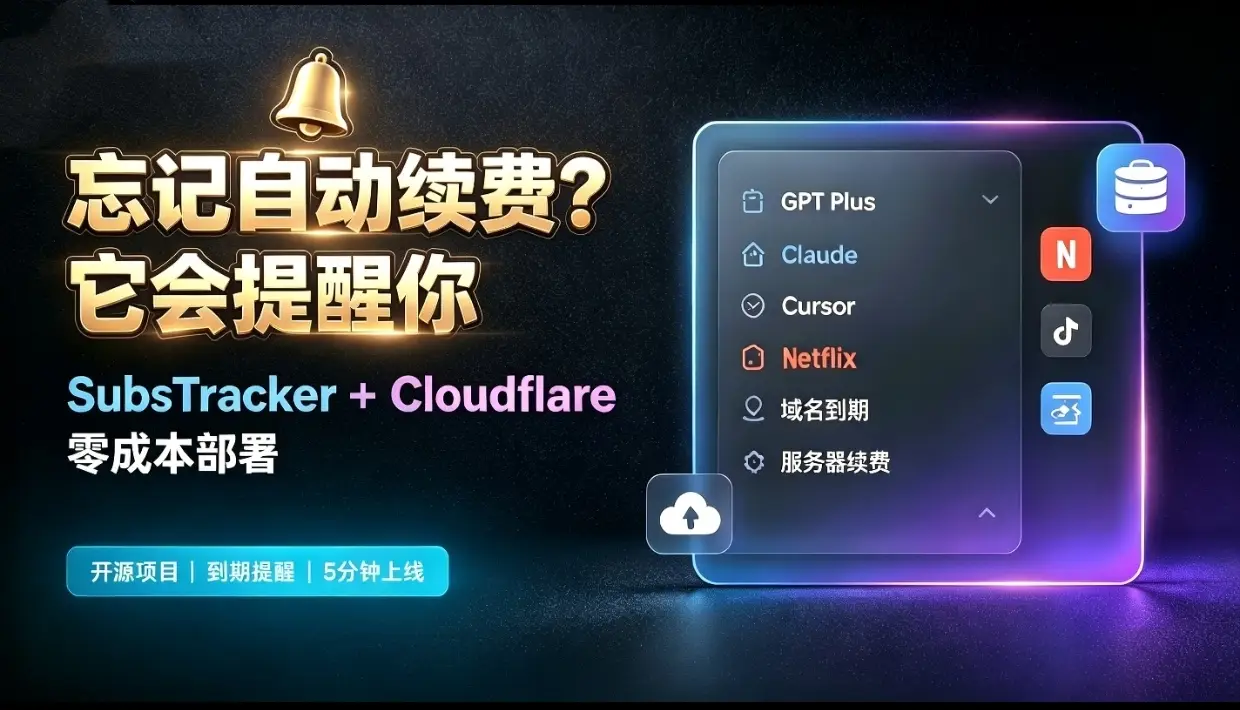 忘记自动续费?
它会提醒你
SubsTracker + Cloudflare
零成本部署
开源项目 | 到期提醒 | 5分钟上线
GPT Plus
Claude
Cursor
Netflix
域名到期
服务器续费
N